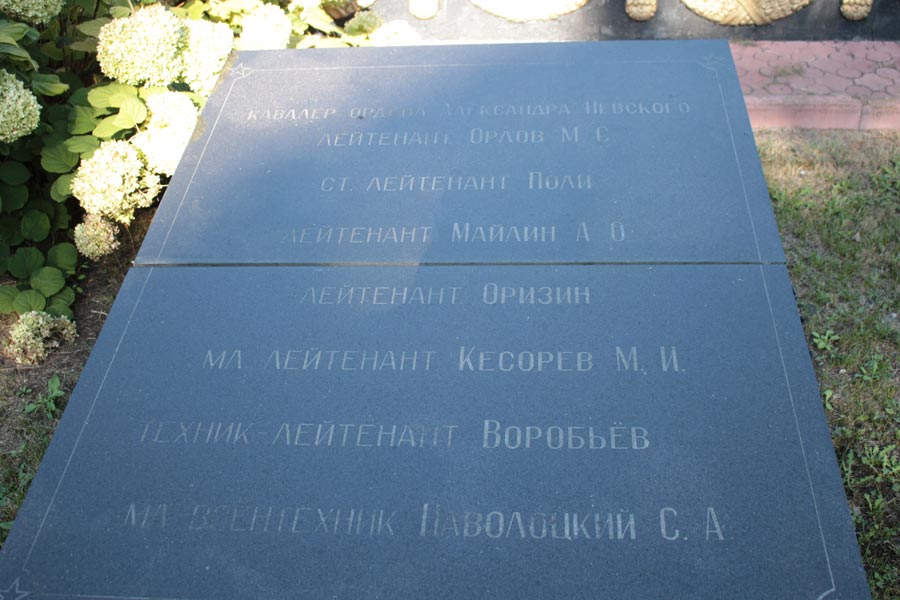 КАВАЛЕР ОРДЕНА АЛЕКСАНДРА НЕВСКОГО
ЛЕЙТЕНАНТ ОРЛОВ М С
СТ. ЛЕЙТЕНАНТ ПОЛИ
ЛЕЙТЕНАНТ МАЙЛИН А О
ЛЕЙТЕНАНТ ОРИЗИН
МЛ ЛЕЙТЕНАНТ КЕСОРЕВ М. И.
ТЕХНИК-ЛЕЙТЕНАНТ ВОРОБЬЁВ
МЛ ВОЕНТЕХНИК НАВОЛОЦКИЙ С. А.